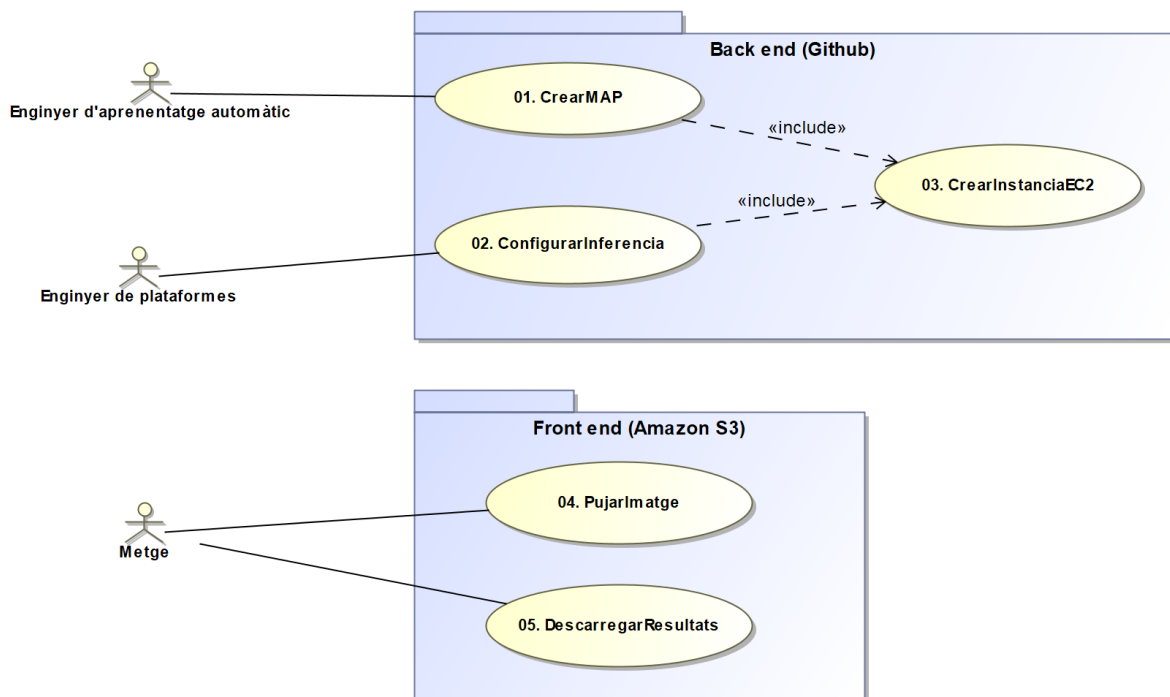 Back end (Github)
Enginyer d'aprenentatge automàtic
01. CrearMAP
«include»
03. CrearInstanciaEC2
«include»
02. ConfigurarInferencia
Enginyer de plataformes
Front end (Amazon S3)
04. PujarImatge
Metge
05. DescarregarResultats